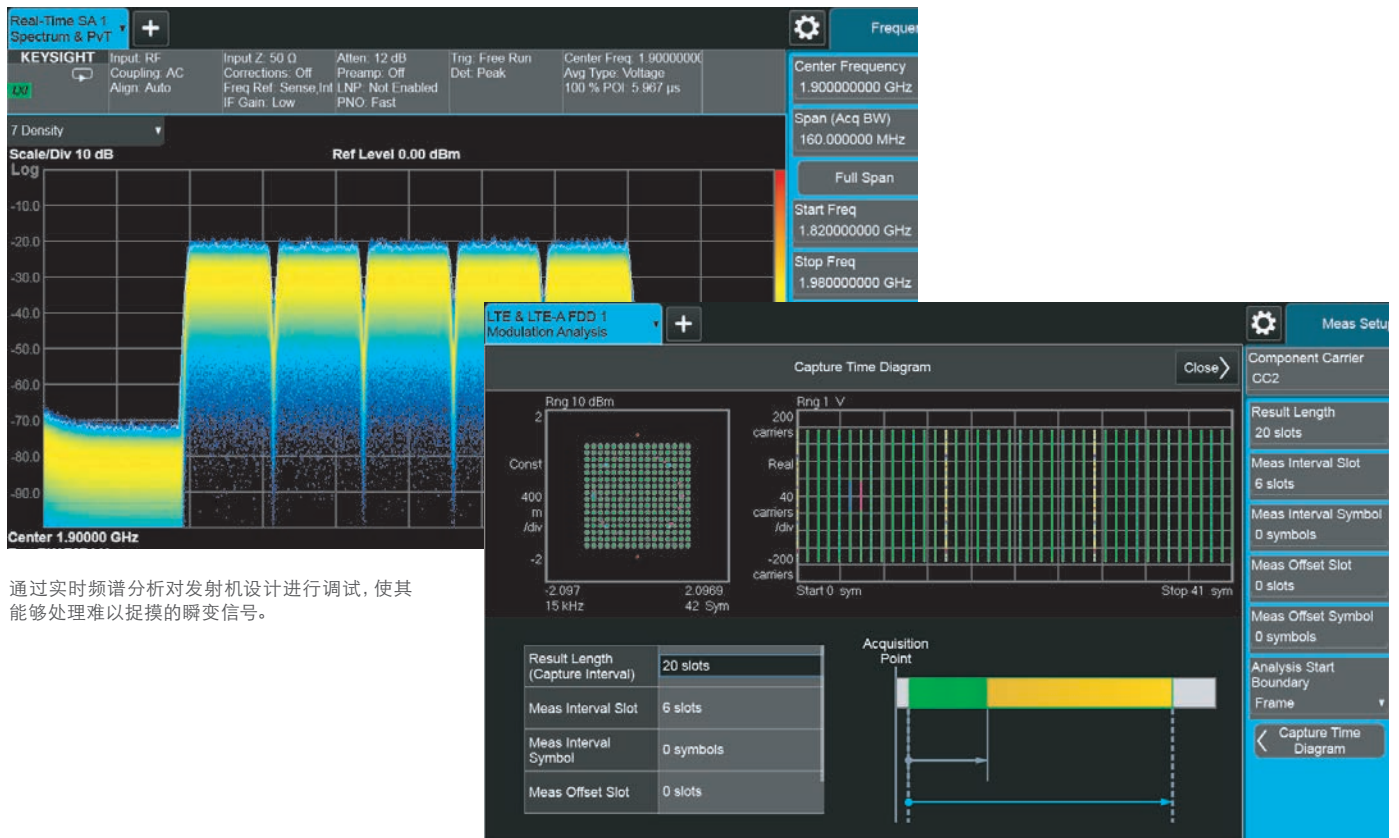 Real-Time SA 1
Spectrum & PvT
KEYSIGHT
Input: RF
Coupling: AC
Align: Auto
Input Z: 50 Ω
Corrections: Off
Freq Ref: Sense,Int
IF Gain: Low
Atten: 12 dB
Preamp: Off
LNP: Not Enabled
PNO: Fast
Trig: Free Run
Det: Peak
Center Freq: 1.90000000
Avg Type: Voltage
100 % POI: 5.967 µs
LXI
7 Density
Scale/Div 10 dB
Ref Level 0.00 dBm
Log
-10.0
-20.0
-30.0
-40.0
-50.0
-60.0
-70.0
-80.0
-90.0
Center 1.90000 GHz
Frequen
Center Frequency
1.900000000 GHz
Span (Acq BW)
160.000000 MHz
Full Span
Start Freq
1.820000000 GHz
Stop Freq
1.980000000 GHz
通过实时频谱分析对发射机设计进行调试, 使其
能够处理难以捉摸的瞬变信号。
LTE & LTE-A FDD 1
Modulation Analysis
Capture Time Diagram
Close
Rng 10 dBm
2
Const
400
m
/div
-2
-2.097
2.0969
15 kHz
42 Sym
Rng 1 V
200
carriers
Real
40
carriers
/div
-200
carriers
Start 0 sym
Stop 41 sym
Result Length
(Capture Interval)
20 slots
Meas Interval Slot
6 slots
Meas Interval
Symbol
0 symbols
Meas Offset Slot
0 slots
Acquisition
Point
Meas Setup
Component Carrier
CC2
Result Length
20 slots
Meas Interval Slot
6 slots
Meas Interval Symbol
0 symbols
Meas Offset Slot
0 slots
Meas Offset Symbol
0 symbols
Analysis Start
Boundary
Frame
Capture Time
Diagram